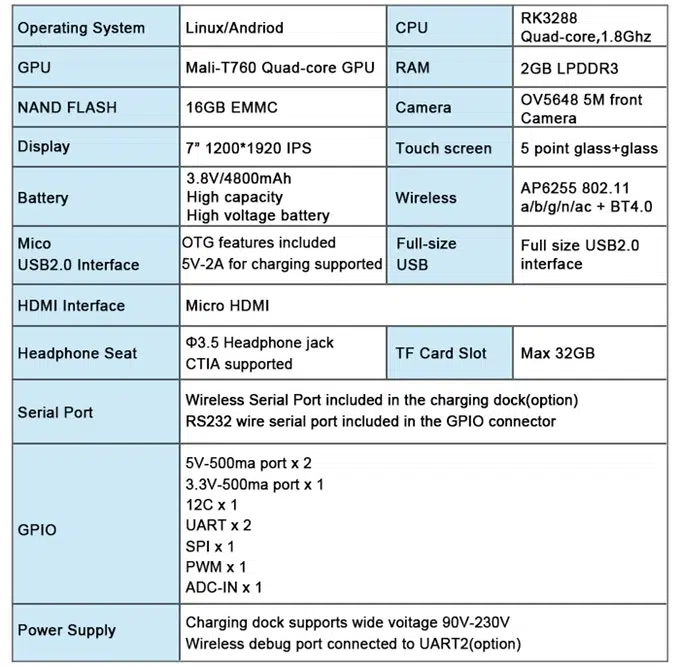 Operating System
Linux/Andriod
CPU
RK3288
Quad-core,1.8Ghz
GPU
Mali-T760 Quad-core GPU
RAM
2GB LPDDR3
NAND FLASH
16GB EMMC
Camera
OV5648 5M front
Camera
Display
7" 1200*1920 IPS
Touch screen
5 point glass+glass
Battery
3.8V/4800mAh
High capacity
High voltage battery
Wireless
AP6255 802.11
a/b/g/n/ac + BT4.0
Mico
USB2.0 Interface
OTG features included
5V-2A for charging supported
Full-size
USB
Full size USB2.0
interface
HDMI Interface
Micro HDMI
Headphone Seat
Φ3.5 Headphone jack
CTIA supported
TF Card Slot
Max 32GB
Serial Port
Wireless Serial Port included in the charging dock(option)
RS232 wire serial port included in the GPIO connector
GPIO
5V-500ma port x 2
3.3V-500ma port x 1
12C x 1
UART x 2
SPI x 1
PWM x 1
ADC-IN x 1
Power Supply
Charging dock supports wide voitage 90V-230V
Wireless debug port connected to UART2(option)